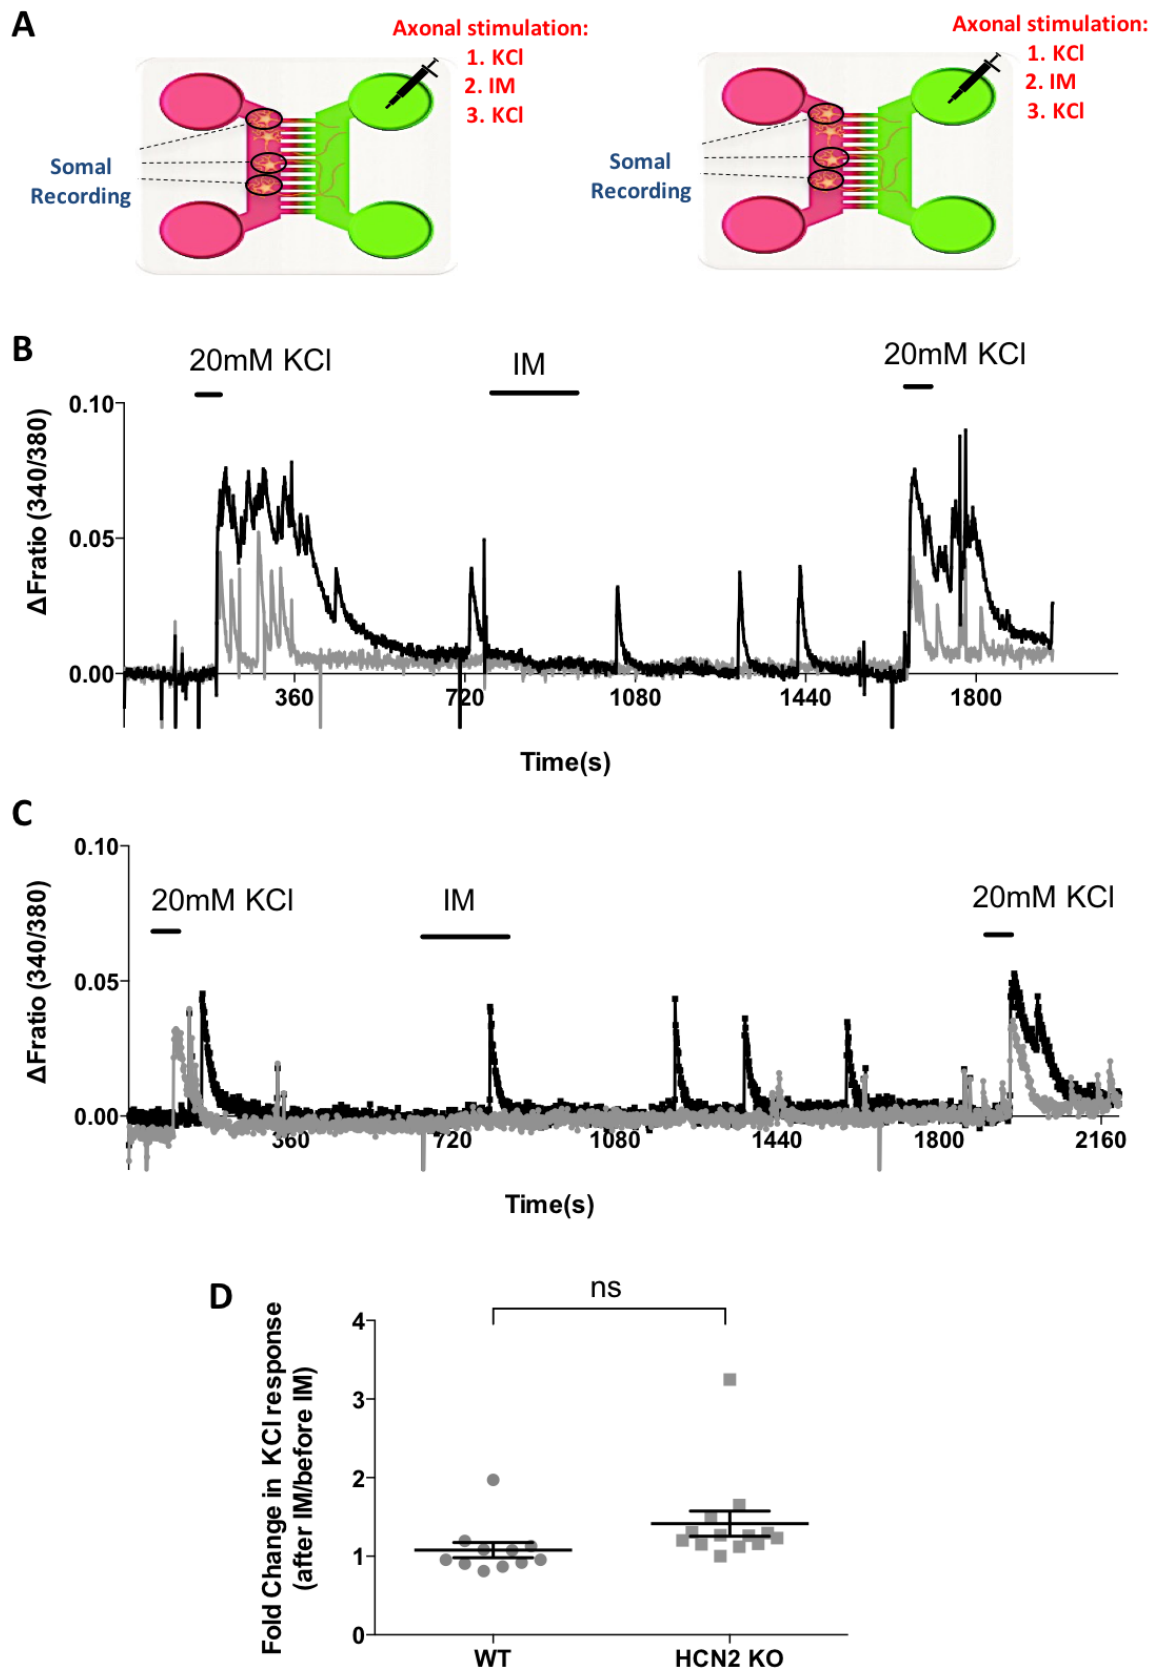 A
Axonal stimulation:
1. KCl
2. IM
3. KCl
Somal
Recording
Axonal stimulation:
1. KCl
2. IM
3. KCl
Somal
Recording
B
20mM KCl
IM
20mM KCl
ΔFratio (340/380)
0.10
0.05
0.00
360
720
1080
1440
1800
Time(s)
C
20mM KCl
IM
20mM KCl
ΔFratio (340/380)
0.10
0.05
0.00
360
720
1080
1440
1800
2160
Time(s)
D
ns
Fold Change in KCl response
(after IM/before IM)
4
3
2
1
0
WT
HCN2 KO